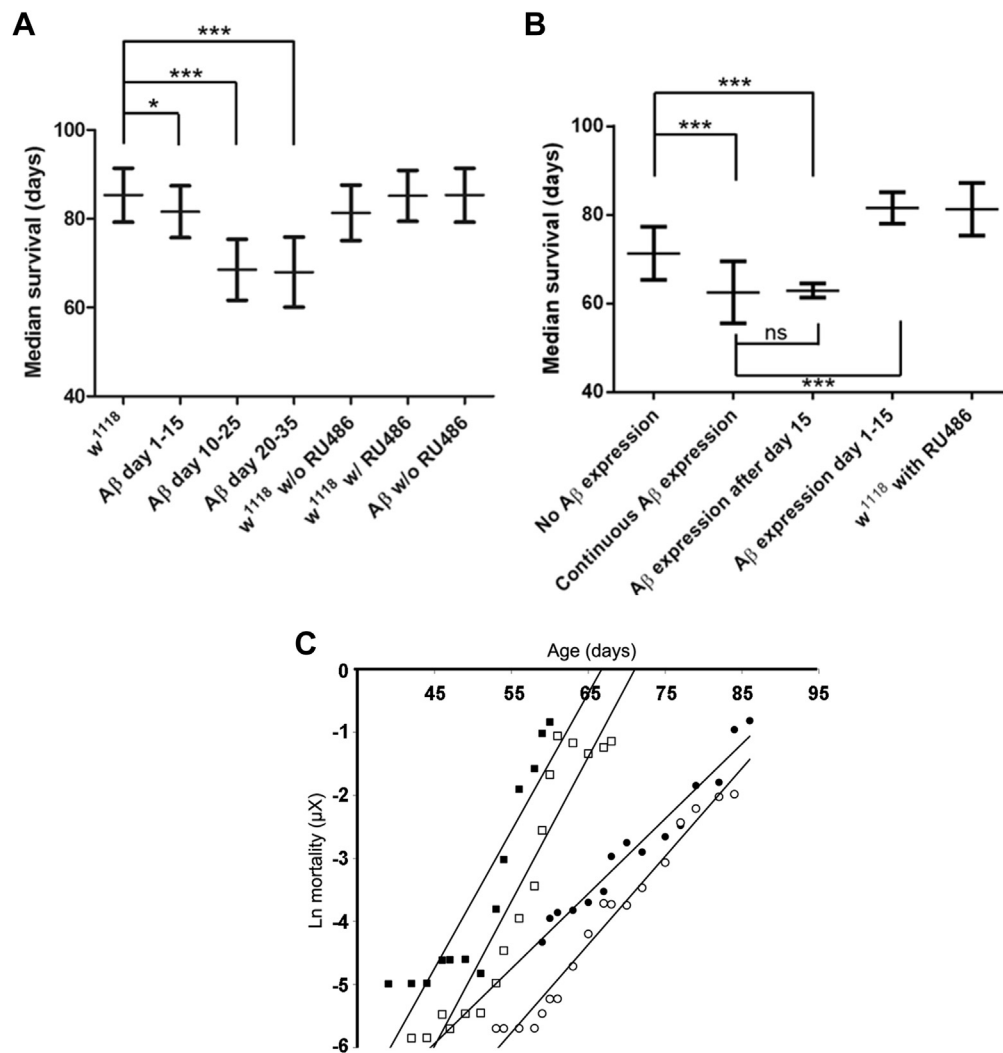 A
***
***
*
Median survival (days)
100
80
60
40
w1118
Aβ day 1-15
Aβ day 10-25
Aβ day 20-35
w1118 w/o RU486
w1118 w/ RU486
Aβ w/o RU486
B
***
***
ns
***
Median survival (days)
100
80
60
40
No Aβ expression
Continuous Aβ expression
Aβ expression after day 15
Aβ expression day 1-15
w1118 with RU486
C
Age (days)
45 55 65 75 85 95
Ln mortality (µX)
0
-1
-2
-3
-4
-5
-6